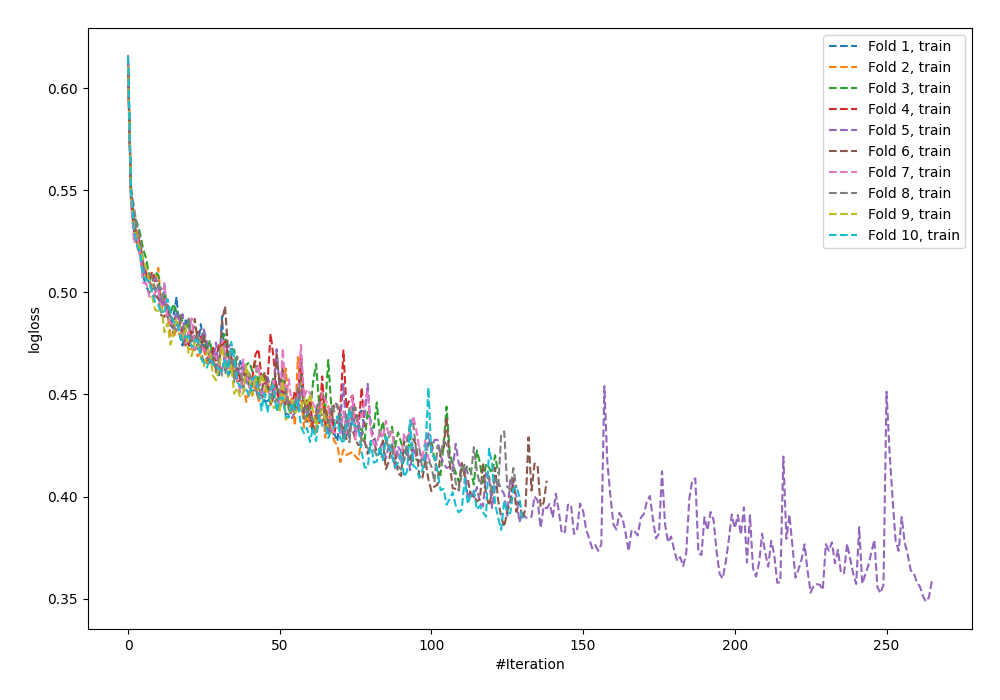 0.60
0.55
0.50
0.45
0.40
0.35
logloss
0
50
100
150
200
250
#Iteration
Fold 1, train
Fold 2, train
Fold 3, train
Fold 4, train
Fold 5, train
Fold 6, train
Fold 7, train
Fold 8, train
Fold 9, train
Fold 10, train